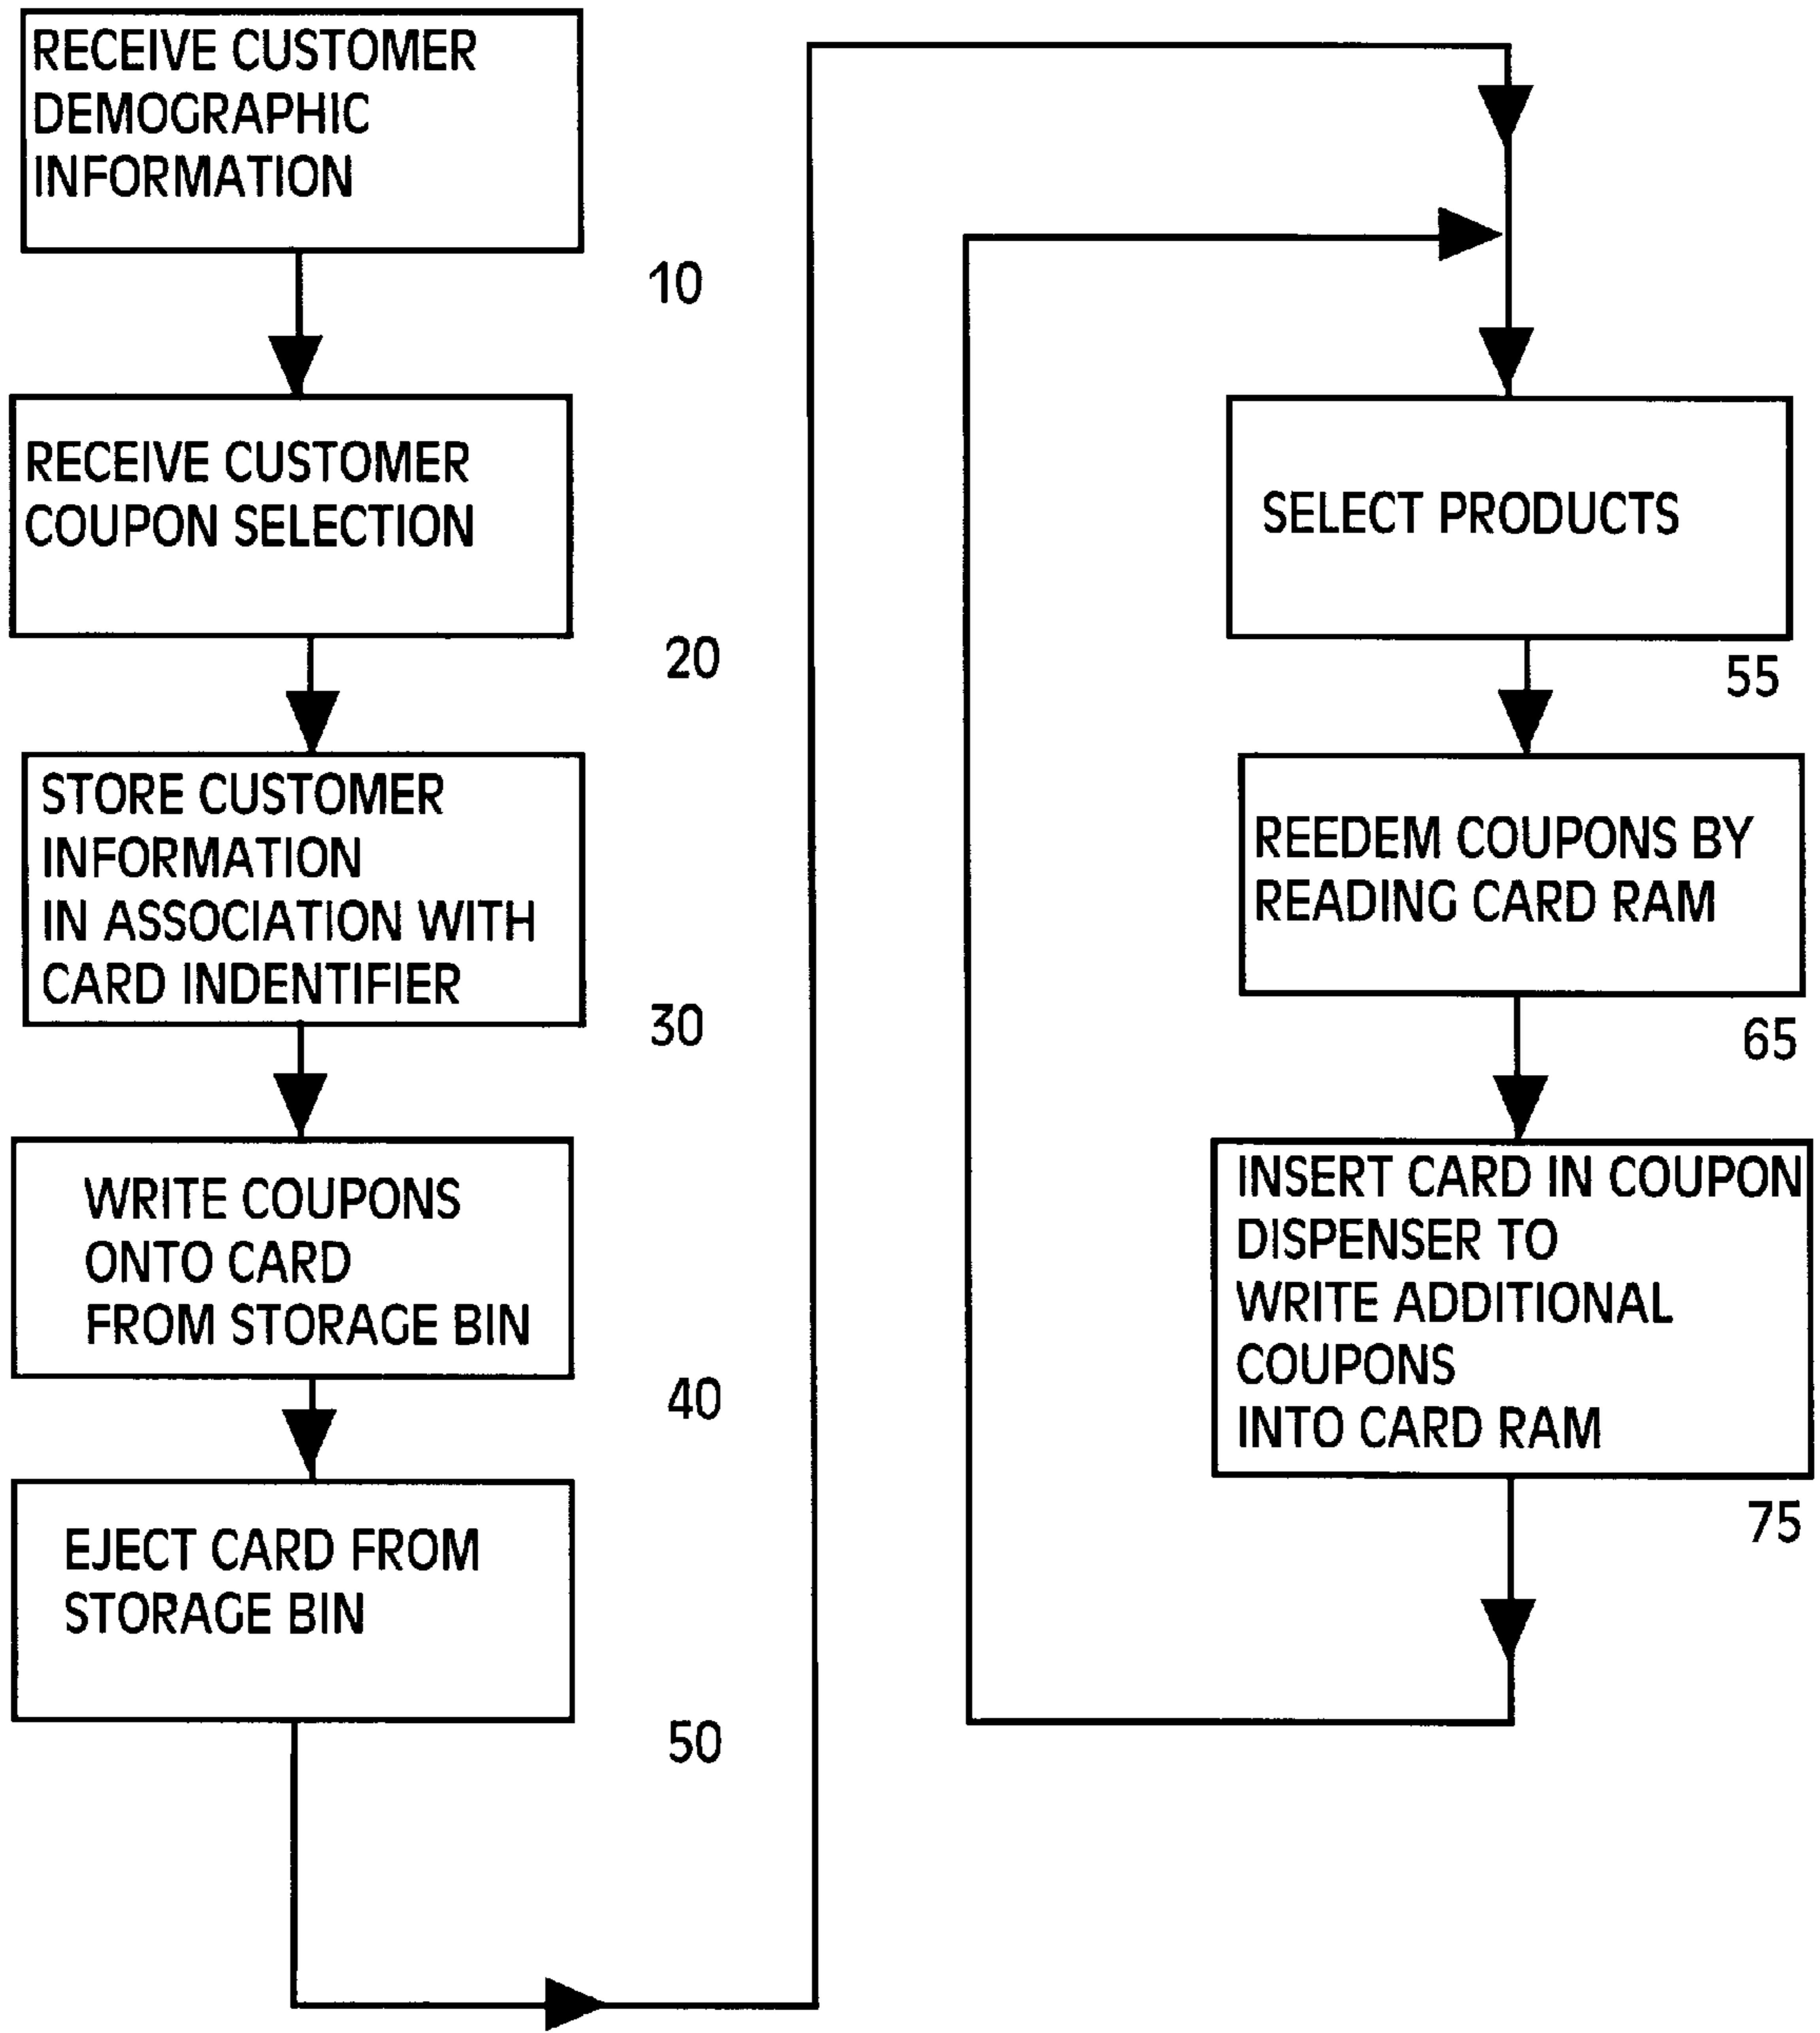 RECEIVE CUSTOMER
DEMOGRAPHIC
INFORMATION
10
RECEIVE CUSTOMER
COUPON SELECTION
20
STORE CUSTOMER
INFORMATION
IN ASSOCIATION WITH
CARD INDENTIFIER
30
WRITE COUPONS
ONTO CARD
FROM STORAGE BIN
40
EJECT CARD FROM
STORAGE BIN
50
SELECT PRODUCTS
55
REEDEM COUPONS BY
READING CARD RAM
65
INSERT CARD IN COUPON
DISPENSER TO
WRITE ADDITIONAL
COUPONS
INTO CARD RAM
75